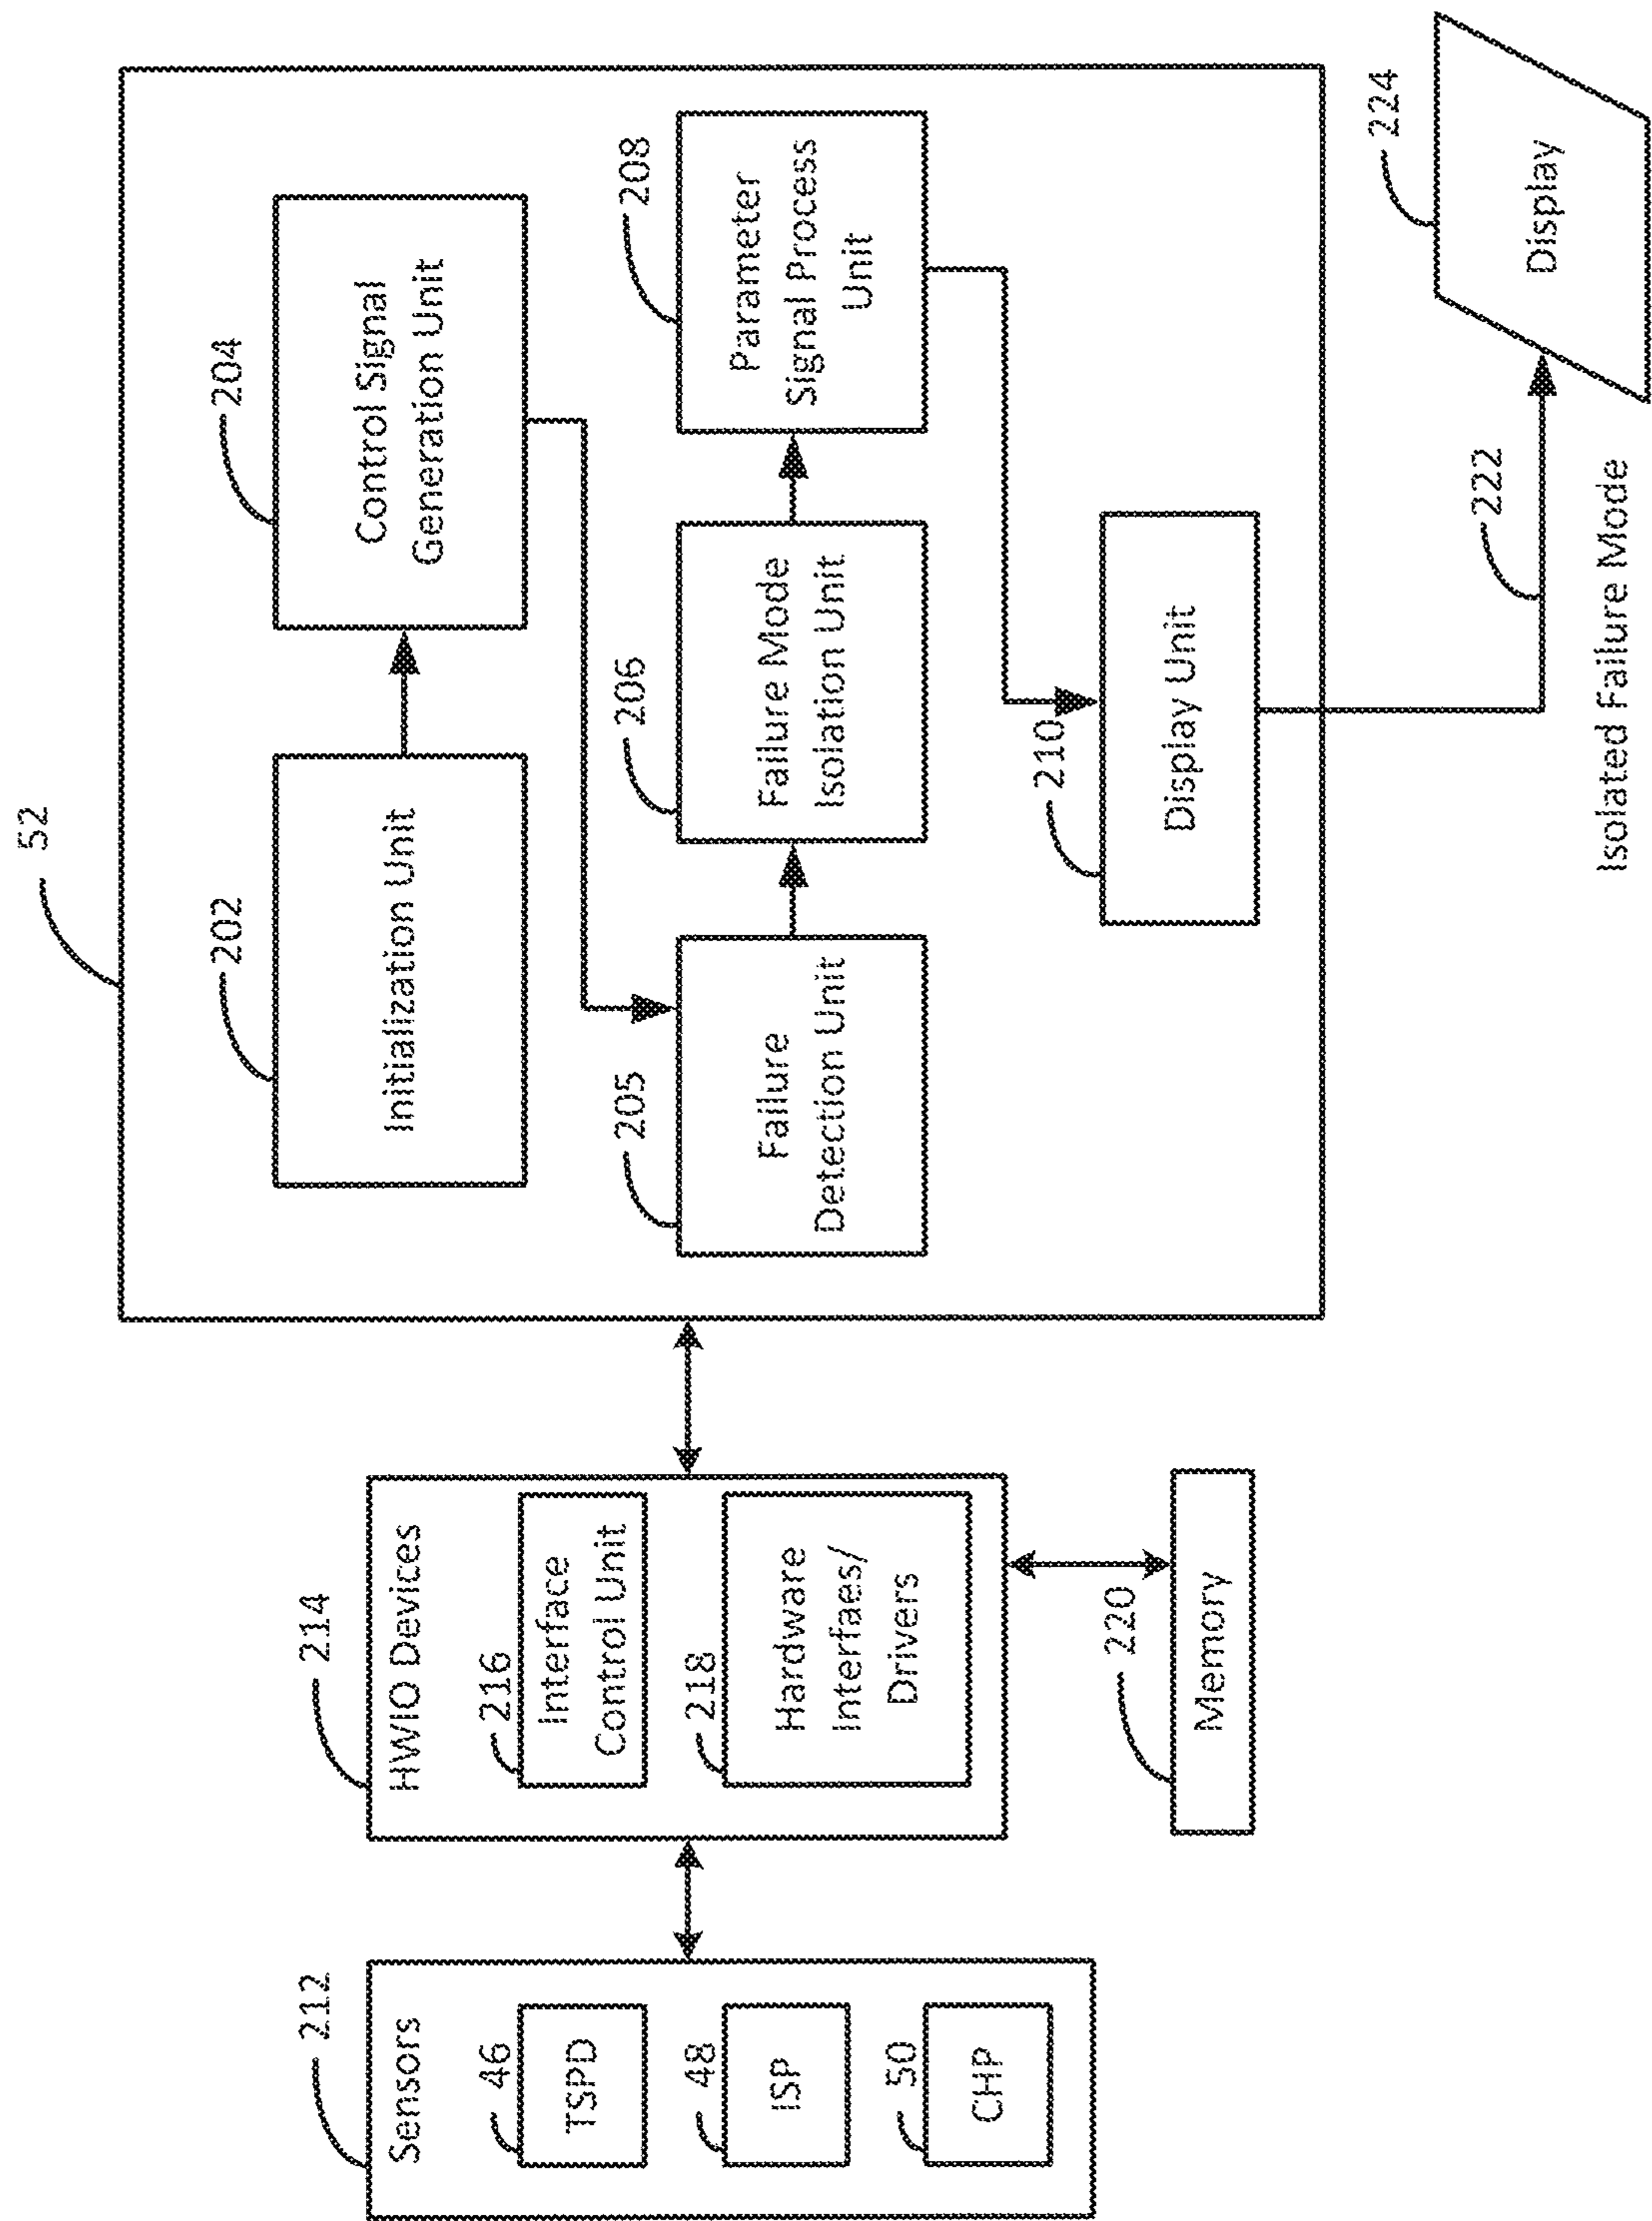 52
202
Initialization Unit
204
Control Signal
Generation Unit
205
Failure
Detection Unit
206
Failure Mode
Isolation Unit
208
Parameter
Signal Process
Unit
210
Display Unit
212
Sensors
46
TSPD
48
ISP
50
CHP
214
HWIO Devices
216
Interface
Control Unit
218
Hardware
Interfaes/
Drivers
220
Memory
222
Isolated Failure Mode
224
Display